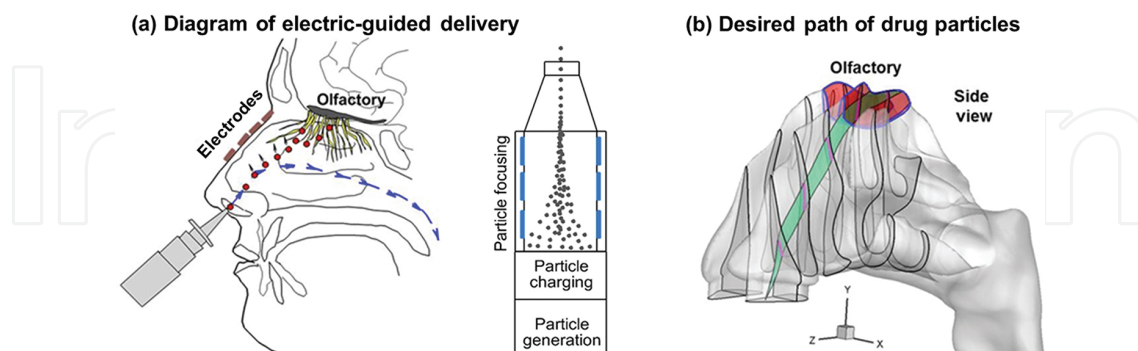 (a) Diagram of electric-guided delivery
(b) Desired path of drug particles
Electrodes
Olfactory
Particle focusing
Particle
charging
Particle
generation
Olfactory
Side
view
Y
Z
X